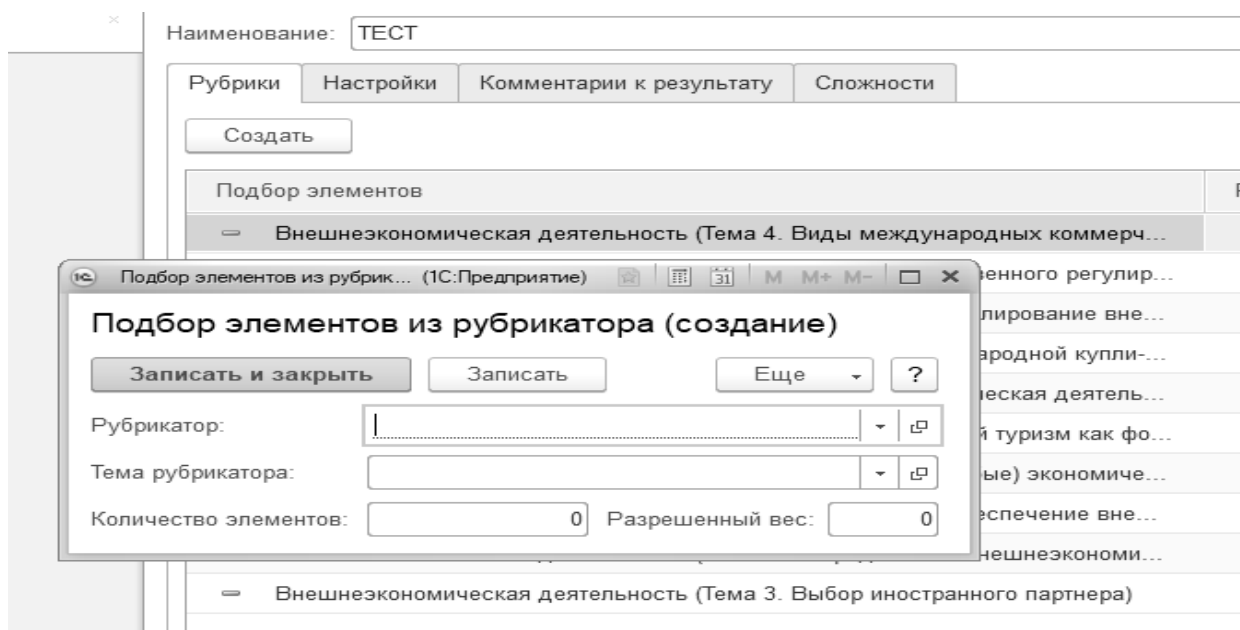 Наименование: ТЕСТ
Рубрики Настройки Комментарии к результату Сложности
Создать
Подбор элементов
Внешнеэкономическая деятельность (Тема 4. Виды международных коммерч...
Подбор элементов из рубрик... (1С:Предприятие) 31 M M+ M-
венного регулир...
Подбор элементов из рубрикатора (создание)
лирование вне...
ародной купли-...
Записать и закрыть Записать Еще ?
ческая деятель...
Рубрикатор:
й туризм как фо...
Тема рубрикатора:
ые) экономиче...
Количество элементов: 0 Разрешенный вес: 0
еспечение вне...
нешнеэкономи...
Внешнеэкономическая деятельность (Тема 3. Выбор иностранного партнера)